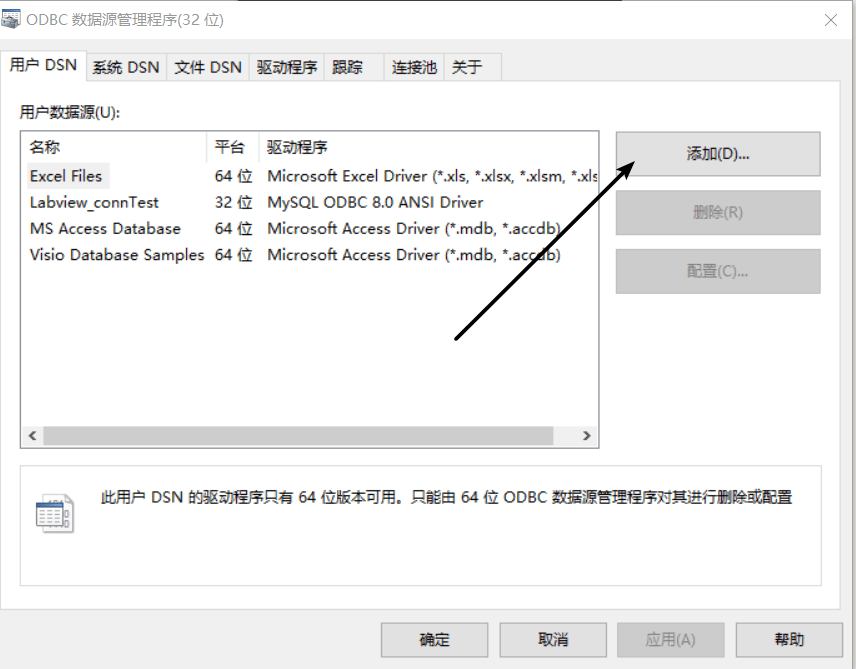 ODBC 数据源管理程序(32 位)
用户 DSN 系统 DSN 文件 DSN 驱动程序 跟踪 连接池 关于
用户数据源(U):
名称 平台 驱动程序
Excel Files 64 位 Microsoft Excel Driver (*.xls, *.xlsx, *.xlsm, *.xls
Labview_connTest 32 位 MySQL ODBC 8.0 ANSI Driver
MS Access Database 64 位 Microsoft Access Driver (*.mdb, *.accdb)
Visio Database Samples 64 位 Microsoft Access Driver (*.mdb, *.accdb)
添加(D)...
删除(R)
配置(C)...
此用户 DSN 的驱动程序只有 64 位版本可用。只能由 64 位 ODBC 数据源管理程序对其进行删除或配置
确定 取消 应用(A) 帮助